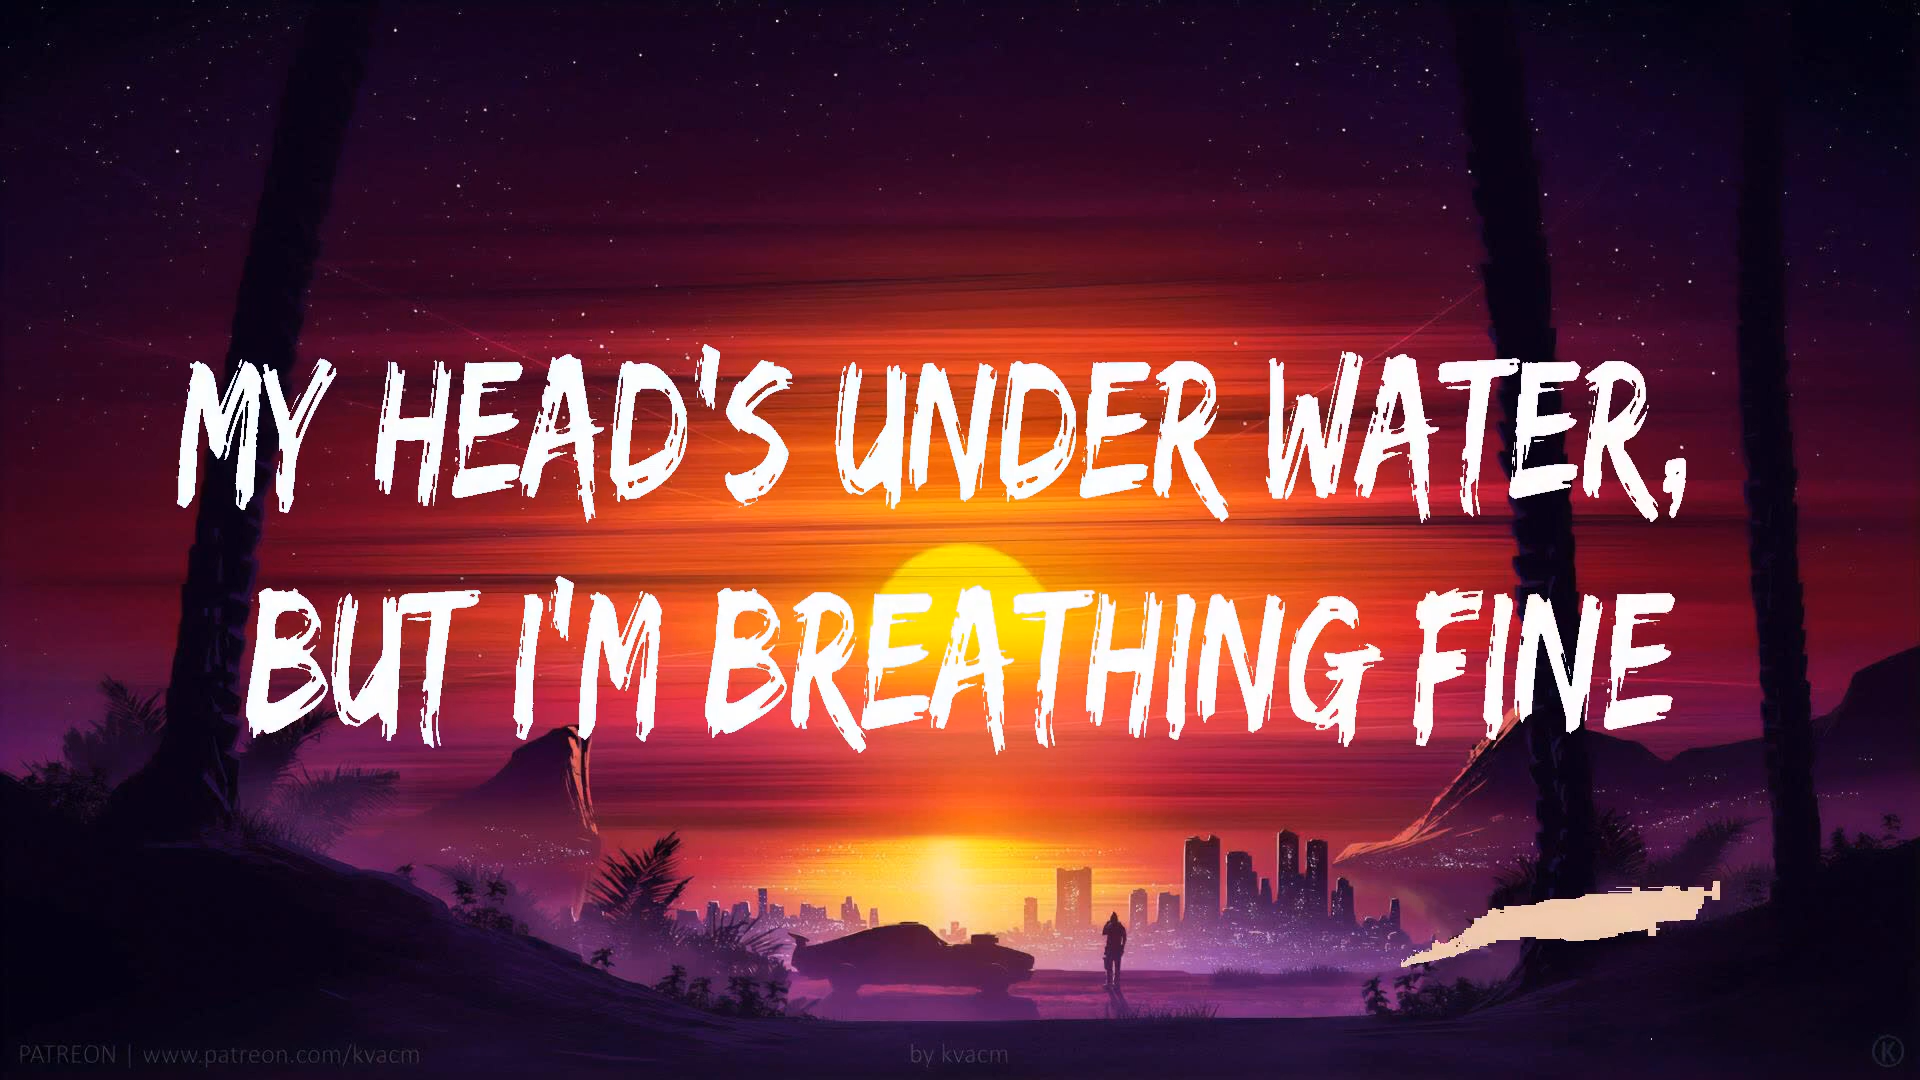 MY HEAD'S UNDER WATER,
BUT I'M BREATHING FINE
PATREON | www.patreon.com/kvacm
by kvacm
K